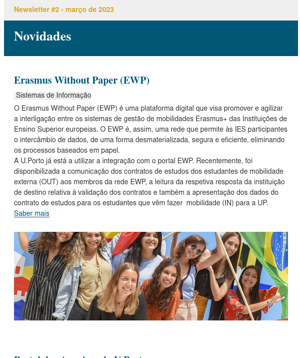 Newsletter #2 - março de 2023
Novidades
Erasmus Without Paper (EWP)
Sistemas de Informação
O Erasmus Without Paper (EWP) é uma plataforma digital que visa promover e agilizar
a interligação entre os sistemas de gestão de mobilidades Erasmus+ das Instituições de
Ensino Superior europeias. O EWP é, assim, uma rede que permite às IES participantes
o intercâmbio de dados, de uma forma desmaterializada, segura e eficiente, eliminando
os processos baseados em papel.
A U.Porto já está a utilizar a integração com o portal EWP. Recentemente, foi
disponibilizada a comunicação dos contratos de estudos dos estudantes de mobilidade
externa (OUT) aos membros da rede EWP, a leitura da respetiva resposta da instituição
de destino relativa à validação dos contratos e também a apresentação dos dados do
contrato de estudos para os estudantes que vêm fazer mobilidade (IN) para a UP.
Saber mais